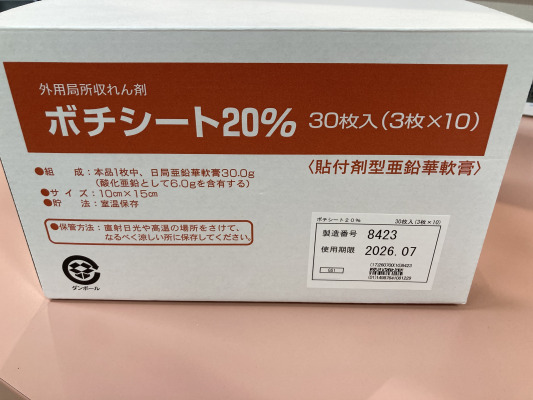 外用局所収れん剤
ボチシート20%
30枚入(3枚×10)
〈貼付剤型亜鉛華軟膏〉
●組 成:本品1枚中、日局亜鉛華軟膏30.0g
(酸化亜鉛として6.0gを含有する)
●サイズ:10㎝×15㎝
●貯 法:室温保存
●保管方法:直射日光や高温の場所をさけて、
なるべく涼しい所に保存してください。
ダンボール
ボチシート20% 30枚入(3枚×10)
製造番号 8423
使用期限 2026.07